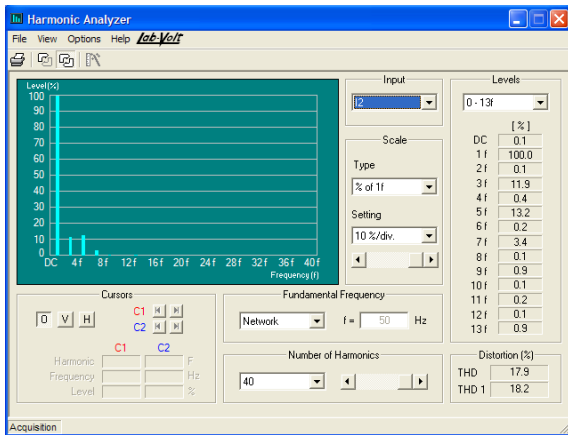 Harmonic Analyzer
File View Options Help Lab-Volt
Level(%)
100
90
80
70
60
50
40
30
20
10
0
DC 4f 8f 12f 16f 20f 24f 28f 32f 36f 40f
Frequency(f)
Input
I2
Scale
Type
% of 1f
Setting
10 %/div.
Levels
0 - 13f
[%]
DC 0.1
1f 100.0
2f 0.1
3f 11.9
4f 0.4
5f 13.2
6f 0.2
7f 3.4
8f 0.1
9f 0.9
10f 0.1
11f 0.2
12f 0.1
13f 0.9
Cursors
0 V H
C1
C2
C1 C2
Harmonic F
Frequency Hz
Level %
Fundamental Frequency
Network f = 50 Hz
Number of Harmonics
40
Distortion (%)
THD 17.9
THD 1 18.2
Acquisition